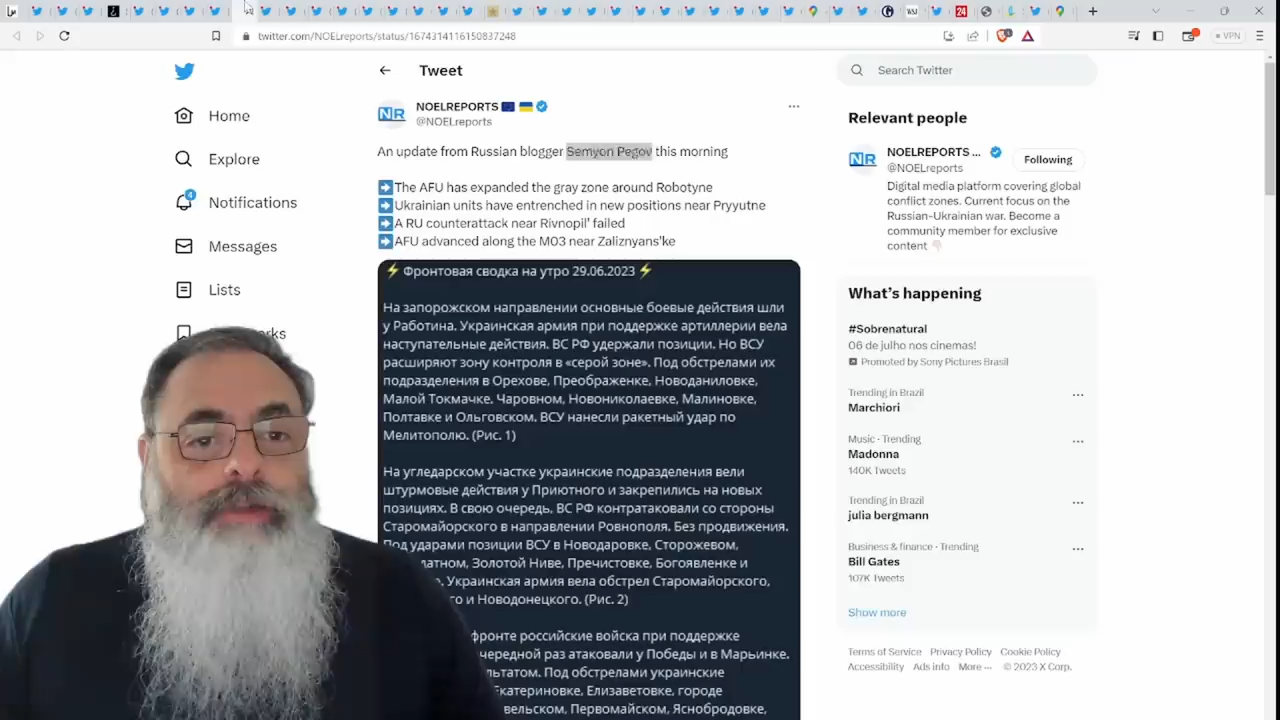 twitter.com/NOELreports/status/1674314116150837248
VPN
Home
Explore
4
Notifications
Messages
Lists
Tweet
NOELREPORTS
@NOELreports
An update from Russian blogger Semyon Pegov this morning
The AFU has expanded the gray zone around Robotyne
Ukrainian units have entrenched in new positions near Pryyutne
A RU counterattack near Rivnopil' failed
AFU advanced along the M03 near Zaliznyans'ke
Фронтовая сводка на утро 29.06.2023
На запорожском направлении основные боевые действия шли
у Работина. Украинская армия при поддержке артиллерии вела
наступательные действия. ВС РФ удержали позиции. Но ВСУ
расширяют зону контроля в «серой зоне». Под обстрелами их
подразделения в Орехове, Преображенке, Новоданиловке,
Малой Токмачке, Чаровном, Новониколаевке, Малиновке,
Полтавке и Ольговском. ВСУ нанесли ракетный удар по
Мелитополю. (Рис. 1)
На угледарском участке украинские подразделения вели
штурмовые действия у Приютного и закрепились на новых
позициях. В свою очередь, ВС РФ контратаковали со стороны
Старомайорского в направлении Ровнополя. Без продвижения.
Под ударами позиции ВСУ в Новодаровке, Сторожевом,
латном, Золотой Ниве, Пречистовке, Богоявленке и
Украинская армия вела обстрел Старомайорского,
го и Новодонецкого. (Рис. 2)
фронте российские войска при поддержке
чередной раз атаковали у Победы и в Марьинке.
льтатом. Под обстрелами украинские
Екатериновке, Елизаветовке, городе
вельском, Первомайском, Яснобродовке,
Search Twitter
Relevant people
NOELREPORTS ...
@NOELreports
Following
Digital media platform covering global
conflict zones. Current focus on the
Russian-Ukrainian war. Become a
community member for exclusive
content
What's happening
#Sobrenatural
06 de julho nos cinemas!
Promoted by Sony Pictures Brasil
Trending in Brazil
Marchiori
Music · Trending
Madonna
140K Tweets
Trending in Brazil
julia bergmann
Business & finance · Trending
Bill Gates
107K Tweets
Show more
Terms of Service Privacy Policy Cookie Policy
Accessibility Ads info More ··· © 2023 X Corp.